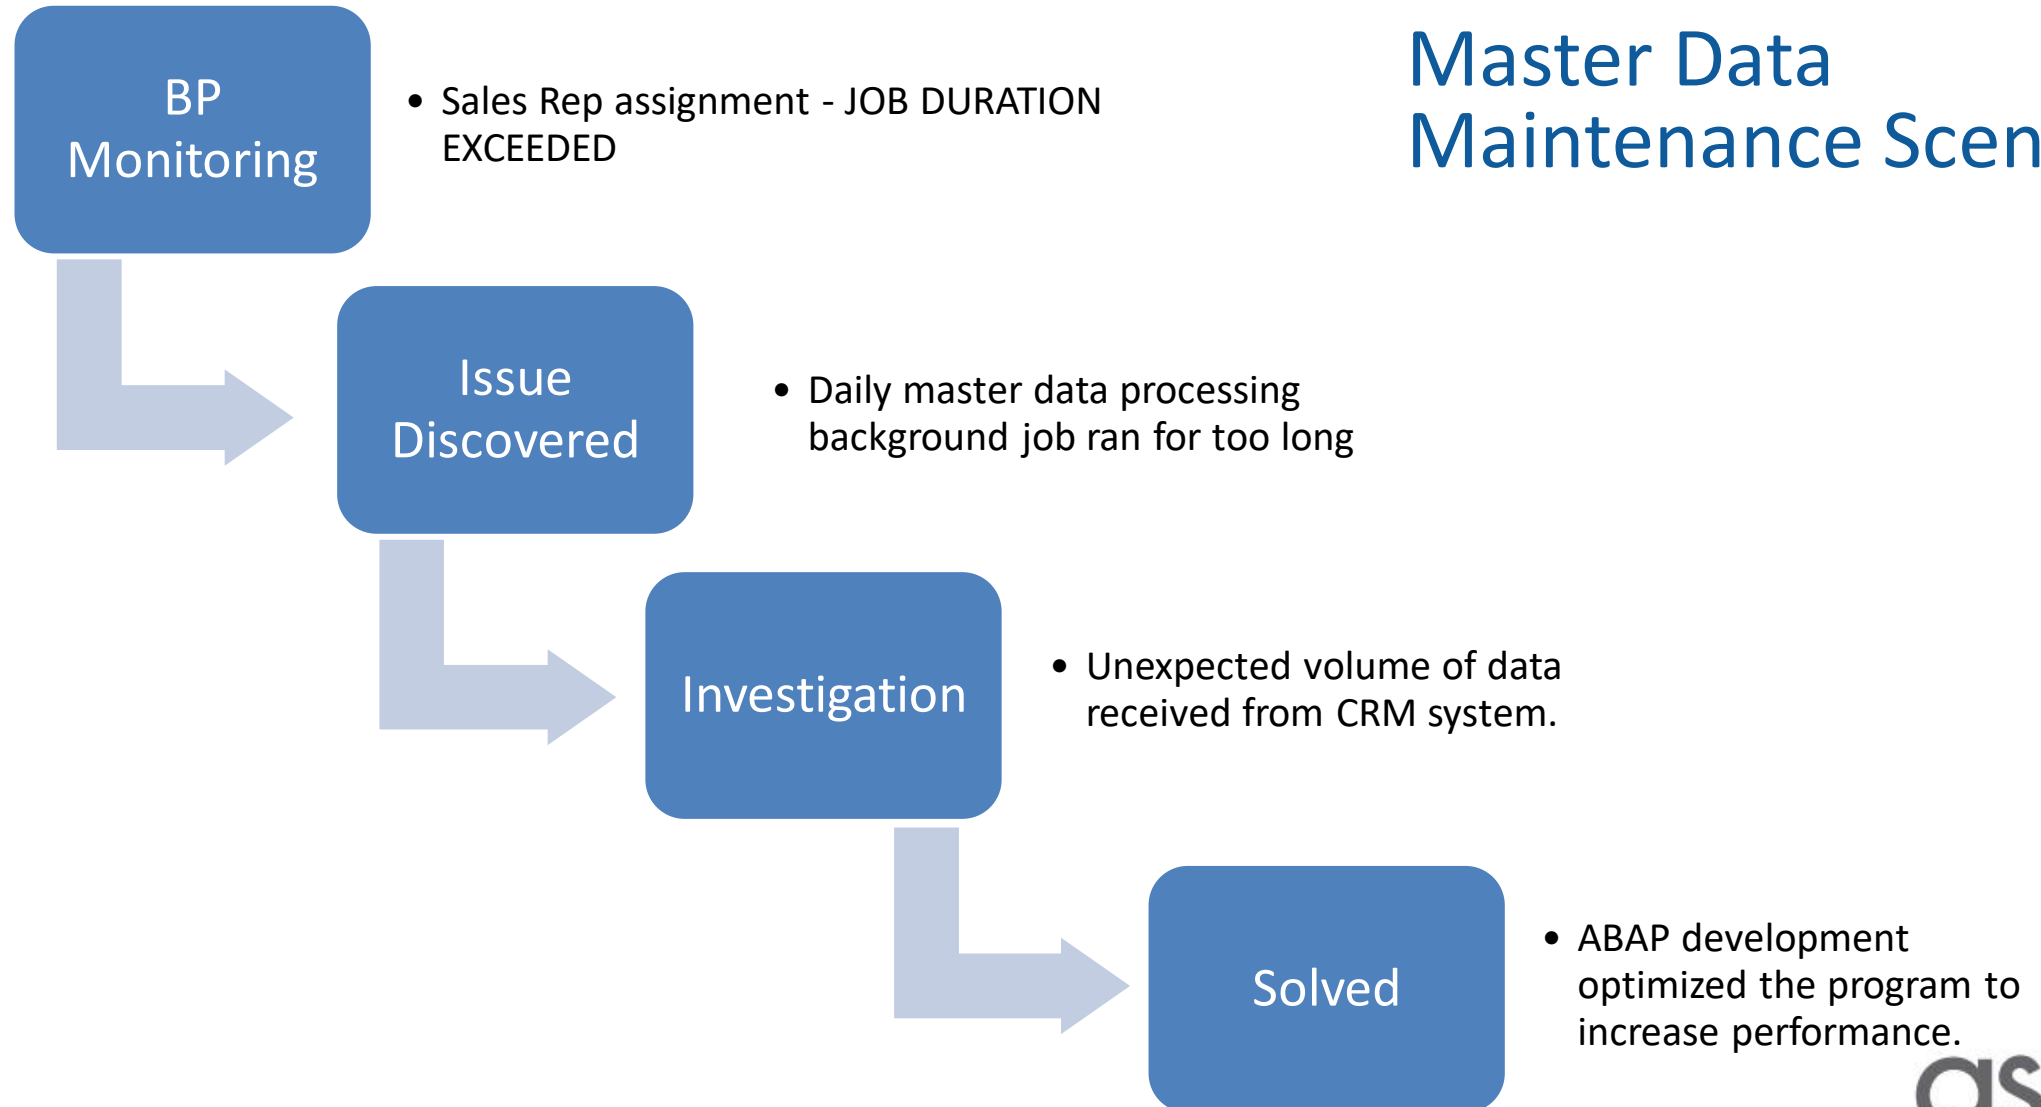 Master Data
Maintenance Scen
BP
Monitoring
• Sales Rep assignment - JOB DURATION
EXCEEDED
Issue
Discovered
• Daily master data processing
background job ran for too long
Investigation
• Unexpected volume of data
received from CRM system.
Solved
• ABAP development
optimized the program to
increase performance.
as